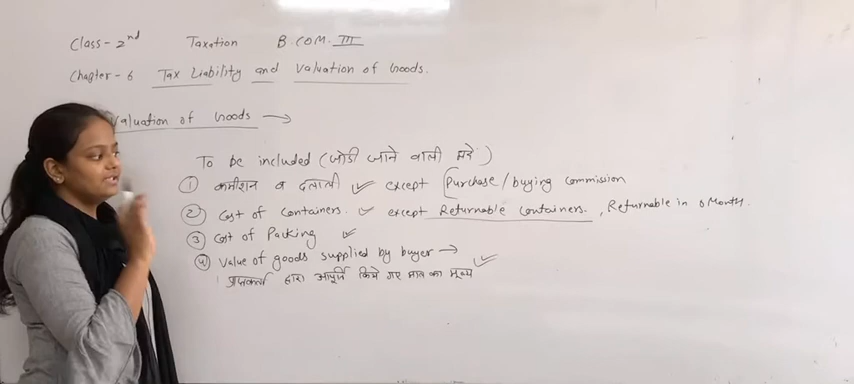 Class-2nd Taxation B.COM. III
Chapter-6 Tax Liability and Valuation of Goods.
Valuation of Goods →
To be included (जोडी जाने वाली मदे)
① कमीशन व दलाली ✓ except (Purchase/buying commission
② Cost of Containers. ✓ except Returnable Containers., Returnable in 6 Month.
③ Cost of Packing ✓
④ Value of goods supplied by buyer →
प्राप्तकर्ता द्वारा आपूर्ति किये गए माल का मूल्य ✓